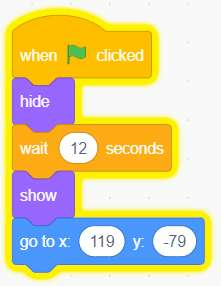 when clicked
hide
wait 12 seconds
show
go to x: 119 y: -79